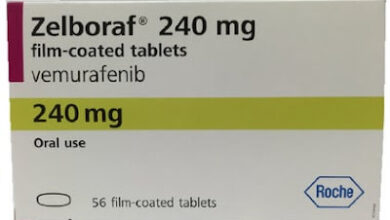 Zelboraf® 240 mg
film-coated tablets
vemurafenib
240 mg
Oral use
56 film-coated tablets
Roche